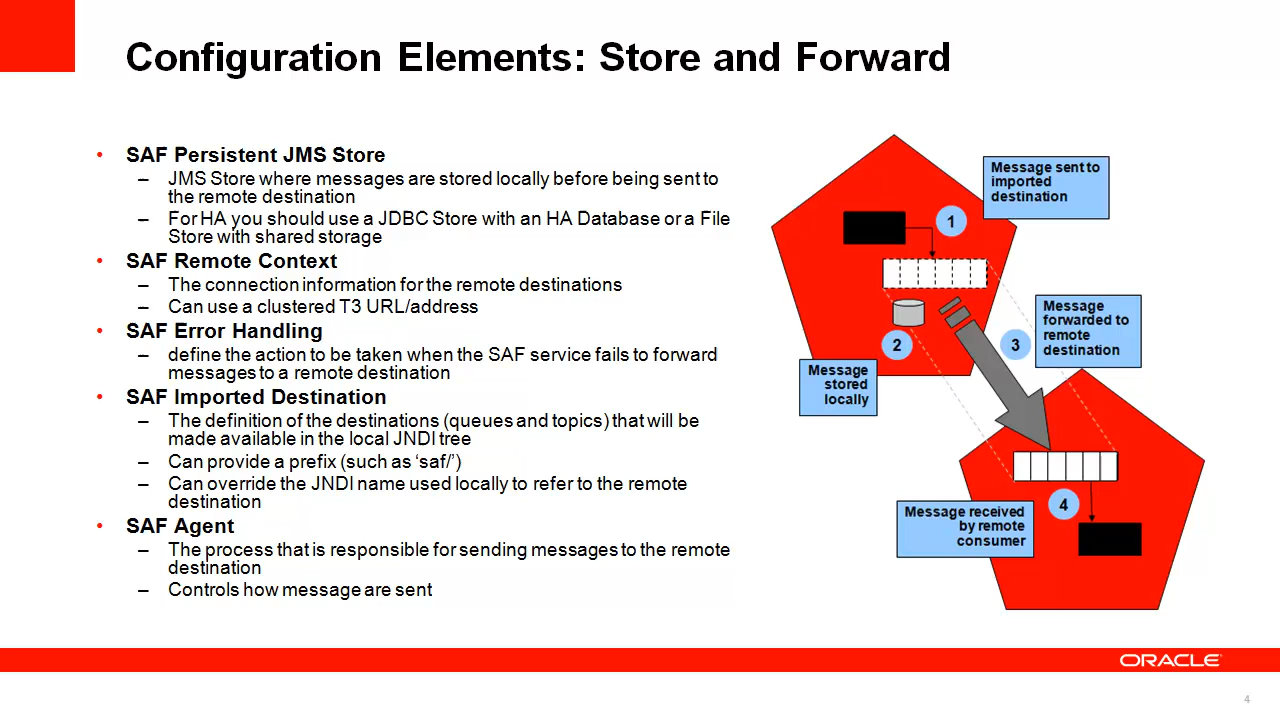 Configuration Elements: Store and Forward
• SAF Persistent JMS Store
– JMS Store where messages are stored locally before being sent to
the remote destination
– For HA you should use a JDBC Store with an HA Database or a File
Store with shared storage
• SAF Remote Context
– The connection information for the remote destinations
– Can use a clustered T3 URL/address
• SAF Error Handling
– define the action to be taken when the SAF service fails to forward
messages to a remote destination
• SAF Imported Destination
– The definition of the destinations (queues and topics) that will be
made available in the local JNDI tree
– Can provide a prefix (such as ‘saf/’)
– Can override the JNDI name used locally to refer to the remote
destination
• SAF Agent
– The process that is responsible for sending messages to the remote
destination
– Controls how message are sent
Message sent to
imported
destination
1
2
Message
stored
locally
3
Message
forwarded to
remote
destination
4
Message received
by remote
consumer
ORACLE
4